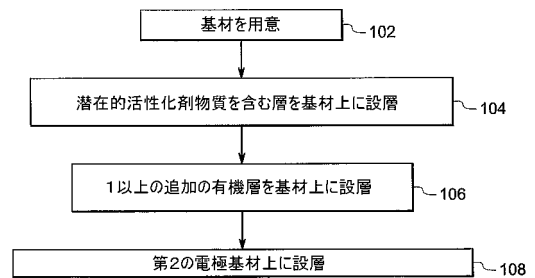 基材を用意
102
潜在的活性化剤物質を含む層を基材上に設層
104
1以上の追加の有機層を基材上に設層
106
第2の電極基材上に設層
108